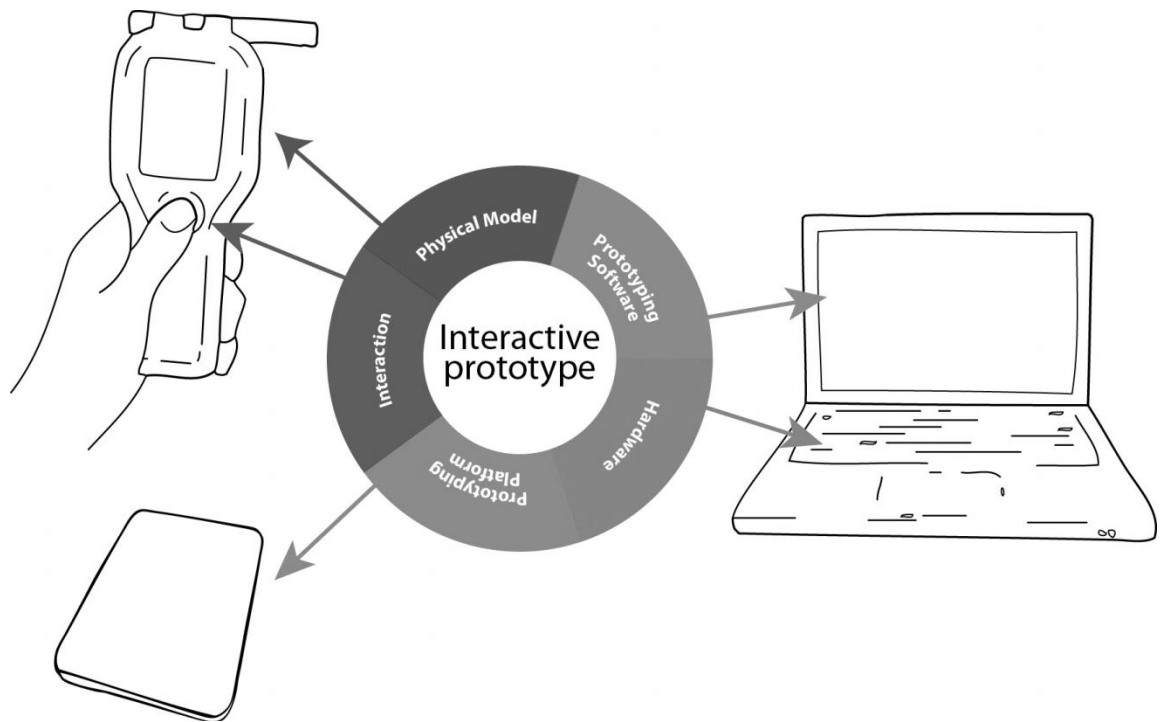 Physical Model
Prototyping
Software
Interactive
prototype
Interaction
Hardware
Prototyping
Platform